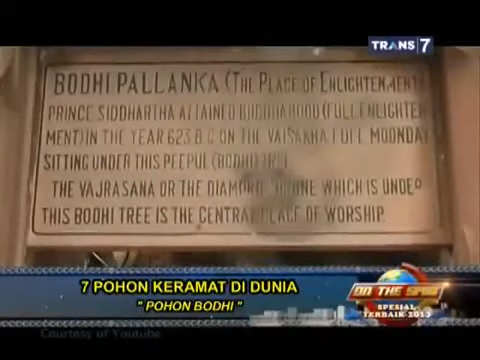 TRANS 7
BODHI PALLANKA (THE PLACE OF ENLIGHTENMENT
PRINCE SIDDHARTHA ATTAINED BUDDHAHOOD (FULL ENLIGHTEN
MENT) IN THE YEAR 623 B.C ON THE VAISAKHA FULL MOONDAY
SITTING UNDER THIS PEEPUL (BODHI) TREE
THE VAJRASANA OR THE DIAMOND THRONE WHICH IS UNDER
THIS BODHI TREE IS THE CENTRAL PLACE OF WORSHIP
7 POHON KERAMAT DI DUNIA
" POHON BODHI "
ON THE SPOT
SPESIAL
TERBAIK 2013
Courtesy of Youtube